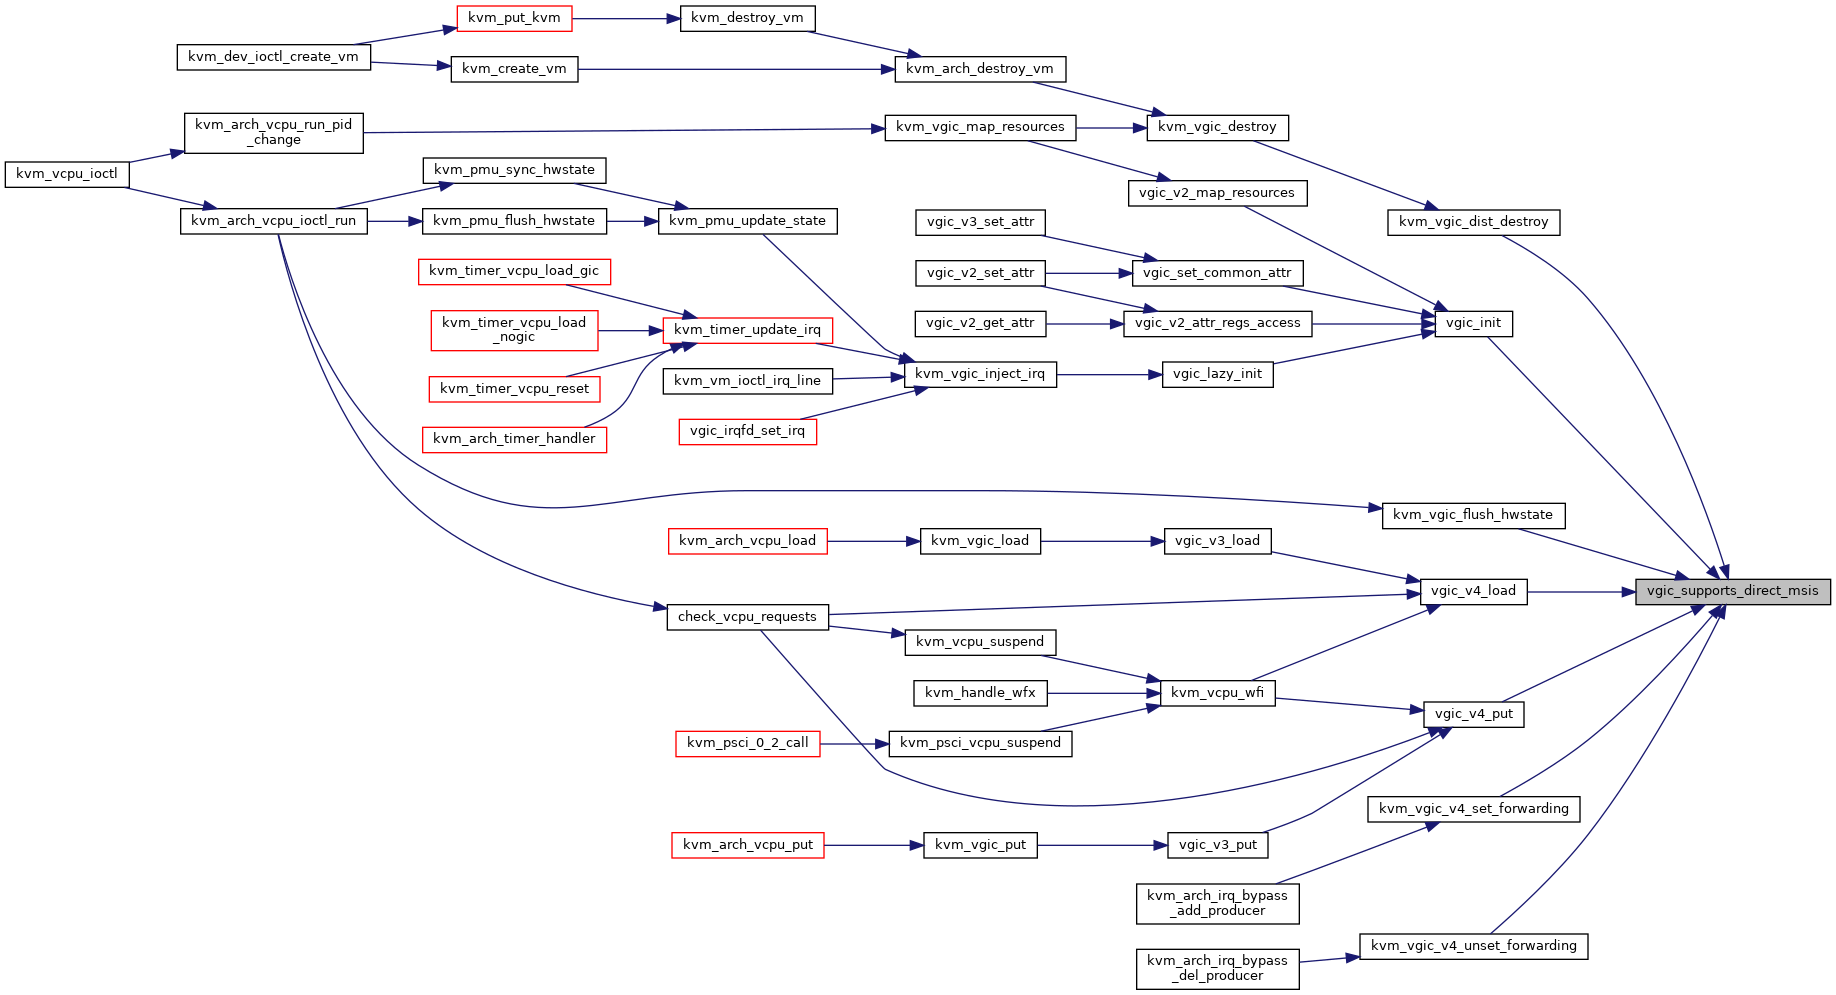 kvm_put_kvm
kvm_destroy_vm
kvm_dev_ioctl_create_vm
kvm_create_vm
kvm_arch_destroy_vm
kvm_arch_vcpu_run_pid
_change
kvm_vgic_map_resources
kvm_vgic_destroy
kvm_vcpu_ioctl
kvm_pmu_sync_hwstate
vgic_v2_map_resources
kvm_arch_vcpu_ioctl_run
kvm_pmu_flush_hwstate
kvm_pmu_update_state
vgic_v3_set_attr
kvm_vgic_dist_destroy
kvm_timer_vcpu_load_gic
vgic_v2_set_attr
vgic_set_common_attr
kvm_timer_vcpu_load
_nogic
kvm_timer_update_irq
vgic_v2_get_attr
vgic_v2_attr_regs_access
vgic_init
kvm_timer_vcpu_reset
kvm_vm_ioctl_irq_line
kvm_vgic_inject_irq
vgic_lazy_init
kvm_arch_timer_handler
vgic_irqfd_set_irq
kvm_vgic_flush_hwstate
kvm_arch_vcpu_load
kvm_vgic_load
vgic_v3_load
vgic_v4_load
vgic_supports_direct_msis
check_vcpu_requests
kvm_vcpu_suspend
kvm_handle_wfx
kvm_vcpu_wfi
vgic_v4_put
kvm_psci_0_2_call
kvm_psci_vcpu_suspend
kvm_vgic_v4_set_forwarding
kvm_arch_vcpu_put
kvm_vgic_put
vgic_v3_put
kvm_arch_irq_bypass
_add_producer
kvm_vgic_v4_unset_forwarding
kvm_arch_irq_bypass
_del_producer